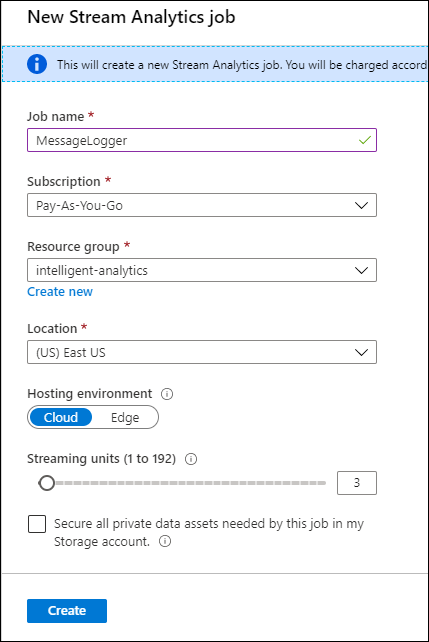 New Stream Analytics job
This will create a new Stream Analytics job. You will be charged accord
Job name *
MessageLogger
Subscription *
Pay-As-You-Go
Resource group *
intelligent-analytics
Create new
Location *
(US) East US
Hosting environment
Cloud Edge
Streaming units (1 to 192)
3
Secure all private data assets needed by this job in my
Storage account.
Create